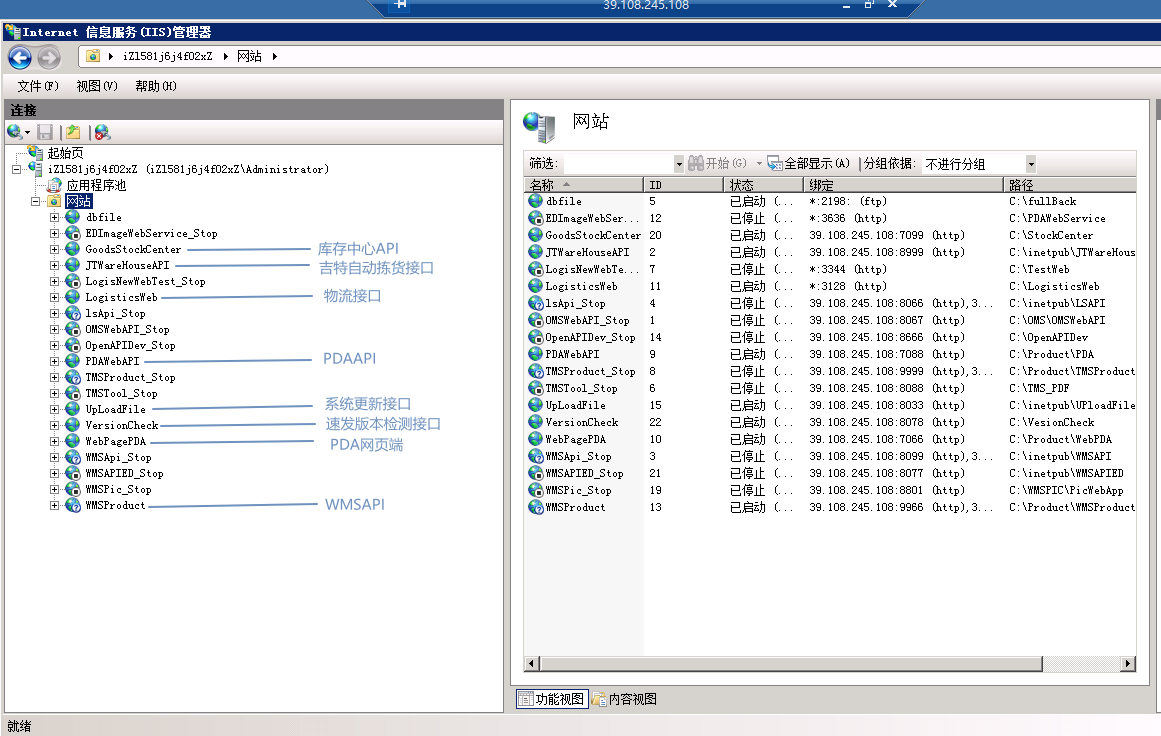 39.108.245.108
Internet 信息服务(IIS)管理器
iZl581j6j4f02xZ 网站
文件(F) 视图(V) 帮助(H)
连接
起始页
iZl581j6j4f02xZ (iZl581j6j4f02xZ\Administrator)
应用程序池
网站
dbfile
EDImageWebService_Stop
GoodsStockCenter 库存中心API
JTWareHouseAPI 吉特自动拣货接口
LogisNewWebTest_Stop
LogisticsWeb 物流接口
lsApi_Stop
OMSWebAPI_Stop
OpenAPIDev_Stop
PDAWebAPI PDAAPI
TMSProduct_Stop
TMSTool_Stop
UpLoadFile 系统更新接口
VersionCheck 速发版本检测接口
WebPagePDA PDA网页端
WMSApi_Stop
WMSAPIED_Stop
WMSPic_Stop
WMSProduct WMSAPI
网站
筛选: 开始(G) 全部显示(A) 分组依据: 不进行分组
名称 ID 状态 绑定 路径
dbfile 5 已启动 (... *:2198: (ftp) C:\fullBack
EDImageWebSer... 12 已停止 (... *:3636 (http) C:\PDAWebService
GoodsStockCenter 20 已启动 (... 39.108.245.108:7099 (http) C:\StockCenter
JTWareHouseAPI 2 已启动 (... 39.108.245.108:8999 (http) C:\inetpub\JTWareHous
LogisNewWebTe... 7 已停止 (... *:3344 (http) C:\TestWeb
LogisticsWeb 11 已启动 (... *:3128 (http) C:\LogisticsWeb
lsApi_Stop 4 已停止 (... 39.108.245.108:8066 (http),3... C:\inetpub\LSAPI
OMSWebAPI_Stop 1 已停止 (... 39.108.245.108:8067 (http) C:\OMS\OMSWebAPI
OpenAPIDev_Stop 14 已停止 (... 39.108.245.108:8666 (http) C:\OpenAPIDev
PDAWebAPI 9 已启动 (... 39.108.245.108:7088 (http) C:\Product\PDA
TMSProduct_Stop 8 已停止 (... 39.108.245.108:9999 (http),3... C:\Product\TMSProduct
TMSTool_Stop 6 已停止 (... 39.108.245.108:8088 (http) C:\TMS_PDF
UpLoadFile 15 已启动 (... 39.108.245.108:8033 (http) C:\inetpub\UPloadFile
VersionCheck 22 已启动 (... 39.108.245.108:8078 (http) C:\VesionCheck
WebPagePDA 10 已启动 (... 39.108.245.108:7066 (http) C:\Product\WebPDA
WMSApi_Stop 3 已停止 (... 39.108.245.108:8099 (http),3... C:\inetpub\WMSAPI
WMSAPIED_Stop 21 已停止 (... 39.108.245.108:8077 (http) C:\inetpub\WMSAPIED
WMSPic_Stop 19 已停止 (... 39.108.245.108:8801 (http) C:\WMSPIC\PicWebApp
WMSProduct 13 已启动 (... 39.108.245.108:9966 (http),3... C:\Product\WMSProduct
功能视图 内容视图
就绪